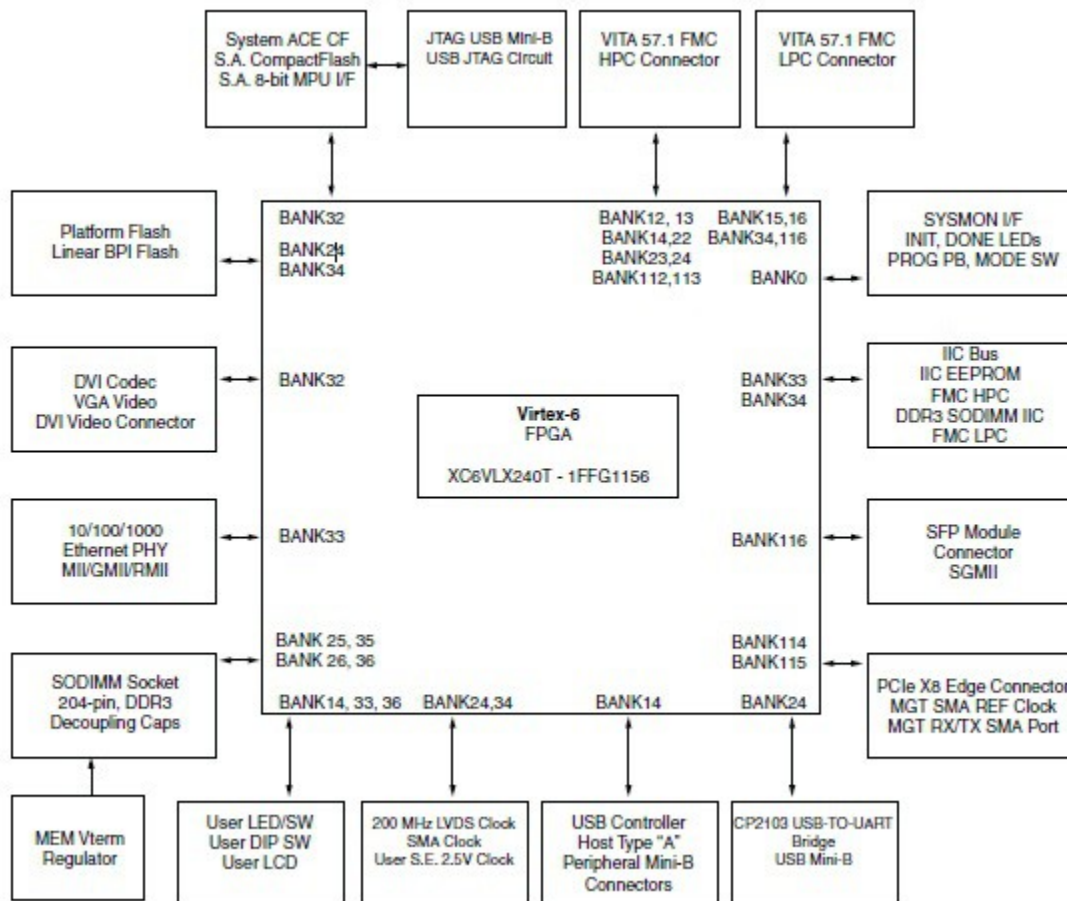 System ACE CF
S.A. CompactFlash
S.A. 8-bit MPU I/F
JTAG USB Mini-B
USB JTAG Circuit
VITA 57.1 FMC
HPC Connector
VITA 57.1 FMC
LPC Connector
Platform Flash
Linear BPI Flash
BANK32
BANK24
BANK34
BANK12, 13
BANK14,22
BANK23,24
BANK112,113
BANK15,16
BANK34,116
BANK0
SYSMON I/F
INIT, DONE LEDs
PROG PB, MODE SW
DVI Codec
VGA Video
DVI Video Connector
BANK32
BANK33
BANK34
IIC Bus
IIC EEPROM
FMC HPC
DDR3 SODIMM IIC
FMC LPC
Virtex-6
FPGA
XC6VLX240T - 1FFG1156
10/100/1000
Ethernet PHY
MII/GMII/RMII
BANK33
BANK116
SFP Module
Connector
SGMII
SODIMM Socket
204-pin, DDR3
Decoupling Caps
BANK 25, 35
BANK 26, 36
BANK114
BANK115
PCIe X8 Edge Connector
MGT SMA REF Clock
MGT RX/TX SMA Port
BANK14, 33, 36
BANK24,34
BANK14
BANK24
MEM Vterm
Regulator
User LED/SW
User DIP SW
User LCD
200 MHz LVDS Clock
SMA Clock
User S.E. 2.5V Clock
USB Controller
Host Type "A"
Peripheral Mini-B
Connectors
CP2103 USB-TO-UART
Bridge
USB Mini-B